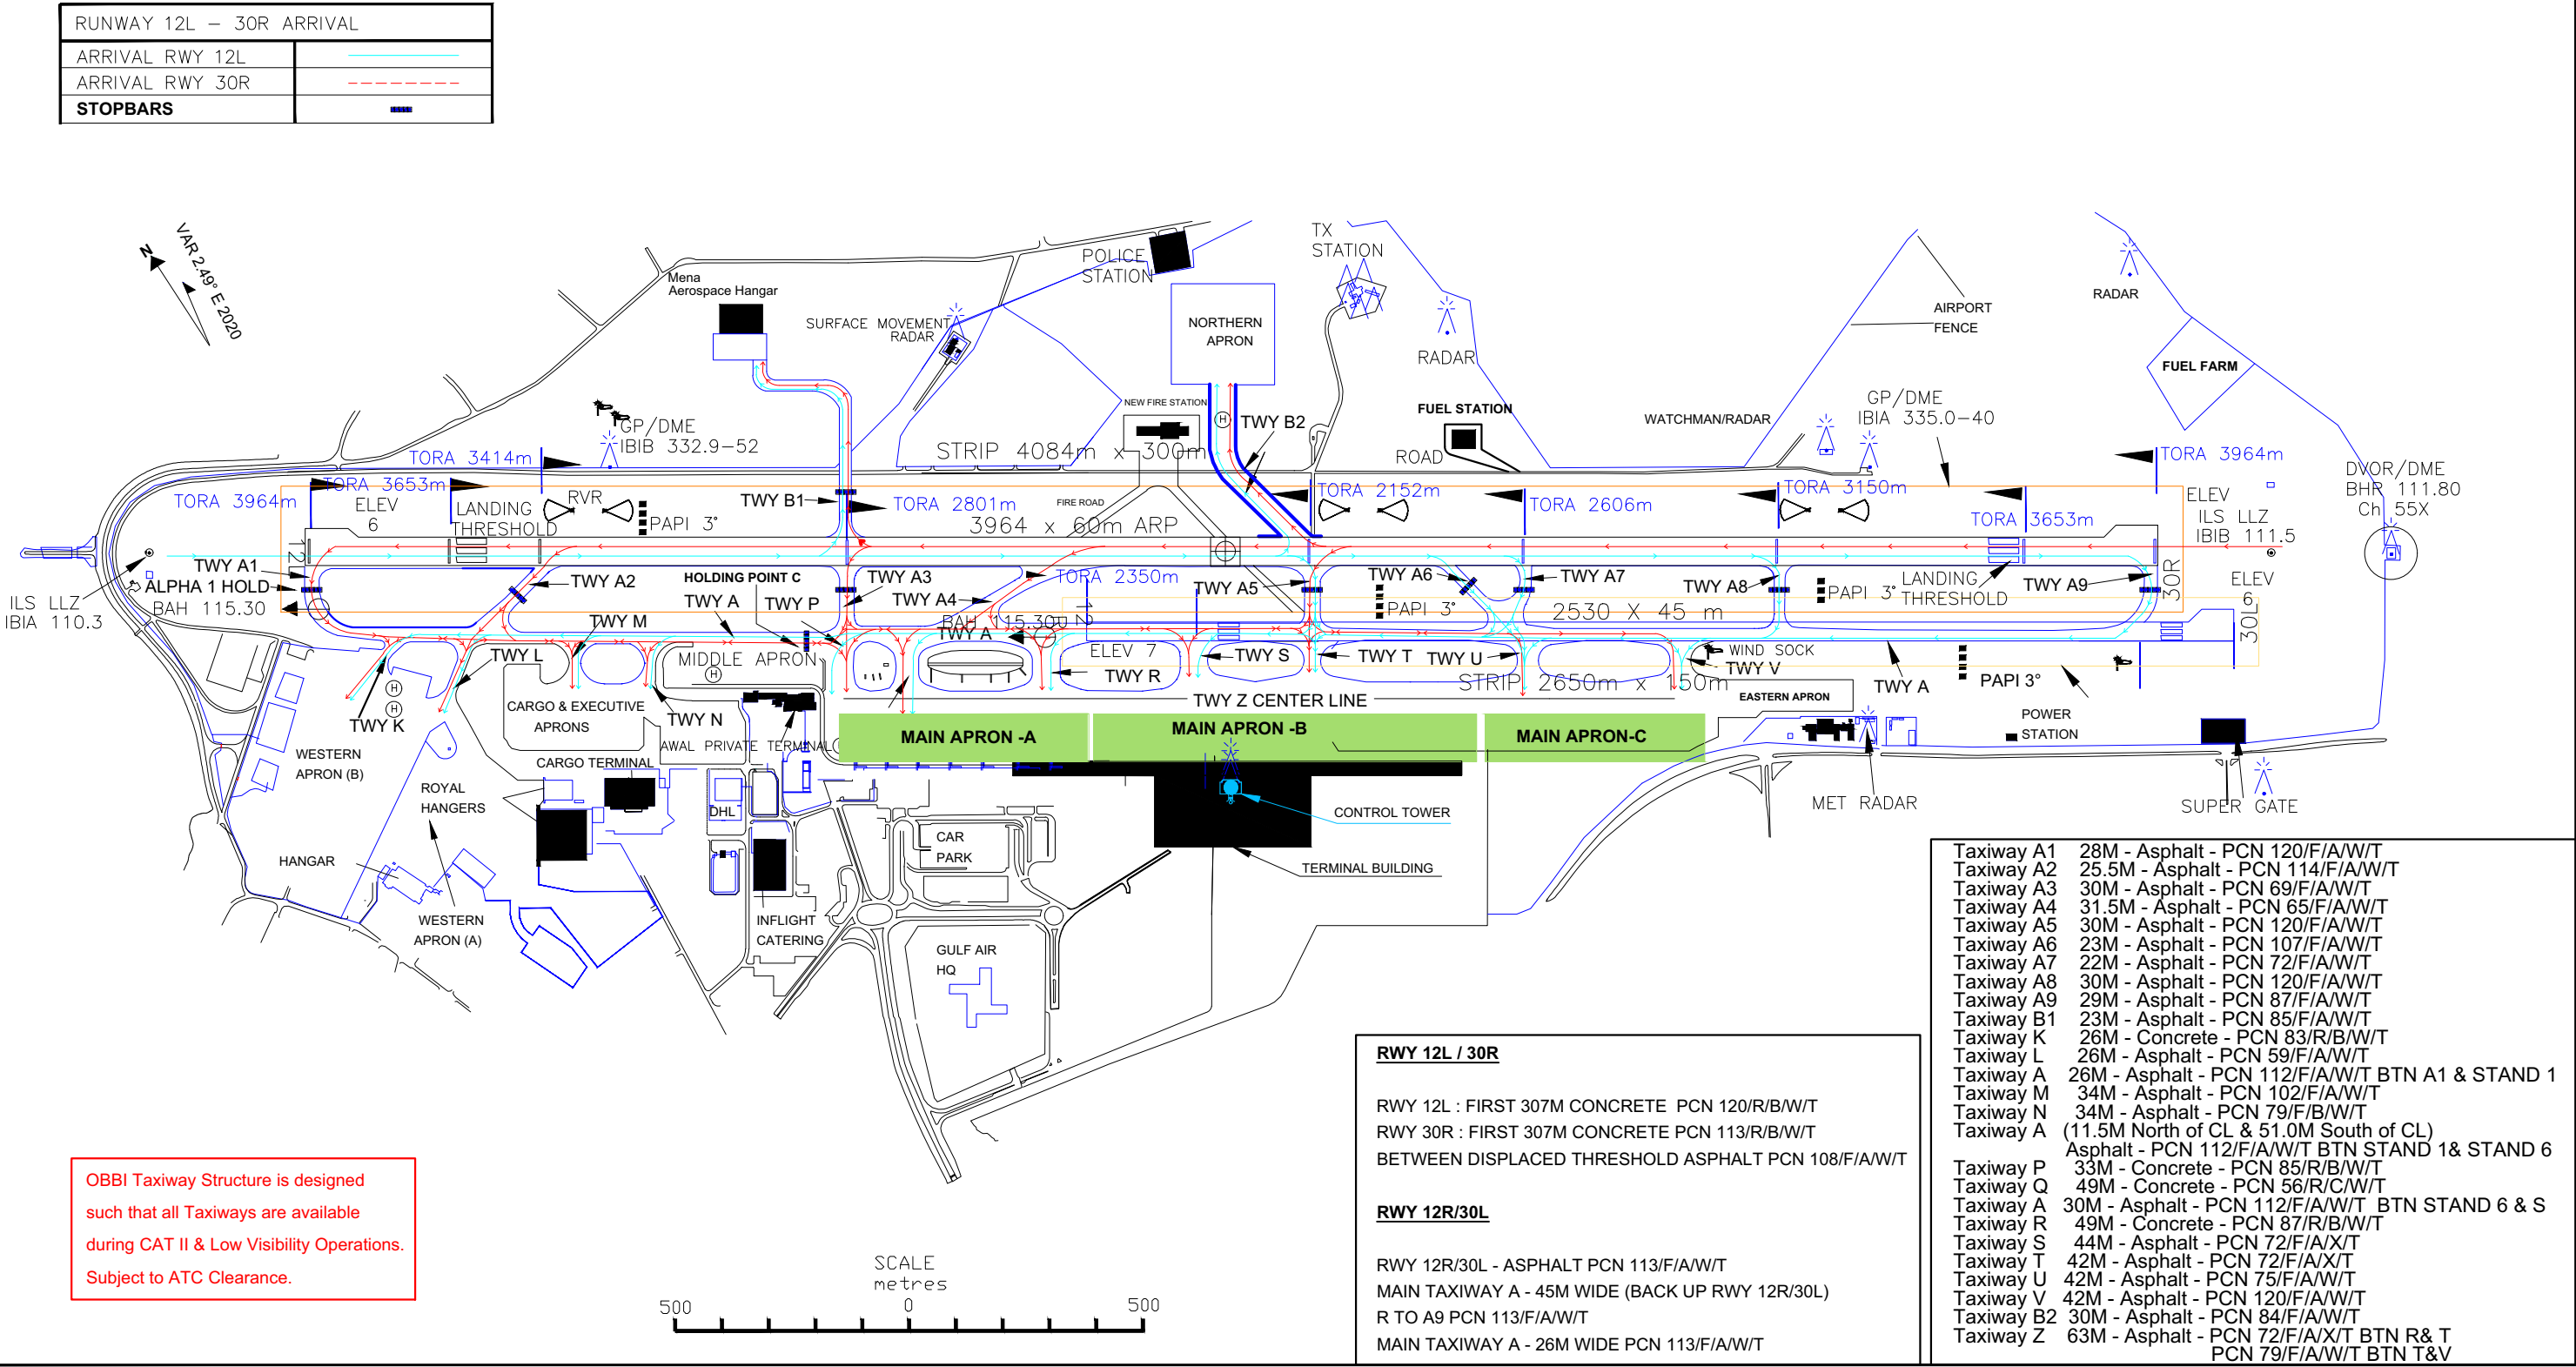 RUNWAY 12L - 30R ARRIVAL
ARRIVAL RWY 12L
ARRIVAL RWY 30R
STOPBARS
N
VAR 2.49° E 2020
POLICE
STATION
TX
STATION
Mena
Aerospace Hangar
SURFACE MOVEMENT
RADAR
NORTHERN
APRON
RADAR
AIRPORT
FENCE
RADAR
FUEL FARM
NEW FIRE STATION
H
TWY B2
FUEL STATION
WATCHMAN/RADAR
GP/DME
IBIA 335.0-40
GP/DME
IBIB 332.9-52
STRIP 4084m x 300m
ROAD
TORA 3414m
TORA 3964m
TORA 3653m
TORA 3964m
ELEV
6
LANDING
THRESHOLD
RVR
PAPI 3°
TWY B1
TORA 2801m
FIRE ROAD
3964 x 60m ARP
TORA 2152m
TORA 2606m
TORA 3150m
TORA 3653m
ELEV
ILS LLZ
IBIB 111.5
DVOR/DME
BHR 111.80
Ch 55X
12
TWY A1
ALPHA 1 HOLD
BAH 115.30
ILS LLZ
IBIA 110.3
TWY A2
HOLDING POINT C
TWY A
TWY P
TWY A3
TWY A4
TORA 2350m
TWY A5
TWY A6
PAPI 3°
TWY A7
2530 X 45 m
TWY A8
PAPI 3°
LANDING
THRESHOLD
TWY A9
30R
ELEV
6
30L
TWY M
BAH 115.30
TWY A
12R
TWY L
MIDDLE APRON
H
ELEV 7
TWY R
TWY S
TWY T
TWY U
WIND SOCK
TWY V
TWY A
PAPI 3°
STRIP 2650m x 150m
H
H
TWY K
CARGO & EXECUTIVE
APRONS
TWY N
TWY Z CENTER LINE
EASTERN APRON
MAIN APRON -A
MAIN APRON -B
MAIN APRON-C
POWER
STATION
WESTERN
APRON (B)
AWAL PRIVATE TERMINAL
CARGO TERMINAL
ROYAL
HANGERS
DHL
CAR
PARK
CONTROL TOWER
MET RADAR
SUPER GATE
HANGAR
TERMINAL BUILDING
WESTERN
APRON (A)
INFLIGHT
CATERING
GULF AIR
HQ
Taxiway A1 28M - Asphalt - PCN 120/F/A/W/T
Taxiway A2 25.5M - Asphalt - PCN 114/F/A/W/T
Taxiway A3 30M - Asphalt - PCN 69/F/A/W/T
Taxiway A4 31.5M - Asphalt - PCN 65/F/A/W/T
Taxiway A5 30M - Asphalt - PCN 120/F/A/W/T
Taxiway A6 23M - Asphalt - PCN 107/F/A/W/T
Taxiway A7 22M - Asphalt - PCN 72/F/A/W/T
Taxiway A8 30M - Asphalt - PCN 120/F/A/W/T
Taxiway A9 29M - Asphalt - PCN 87/F/A/W/T
Taxiway B1 23M - Asphalt - PCN 85/F/A/W/T
Taxiway K 26M - Concrete - PCN 83/R/B/W/T
Taxiway L 26M - Asphalt - PCN 59/F/A/W/T
Taxiway A 26M - Asphalt - PCN 112/F/A/W/T BTN A1 & STAND 1
Taxiway M 34M - Asphalt - PCN 102/F/A/W/T
Taxiway N 34M - Asphalt - PCN 79/F/B/W/T
Taxiway A (11.5M North of CL & 51.0M South of CL)
Asphalt - PCN 112/F/A/W/T BTN STAND 1& STAND 6
Taxiway P 33M - Concrete - PCN 85/R/B/W/T
Taxiway Q 49M - Concrete - PCN 56/R/C/W/T
Taxiway A 30M - Asphalt - PCN 112/F/A/W/T BTN STAND 6 & S
Taxiway R 49M - Concrete - PCN 87/R/B/W/T
Taxiway S 44M - Asphalt - PCN 72/F/A/X/T
Taxiway T 42M - Asphalt - PCN 72/F/A/X/T
Taxiway U 42M - Asphalt - PCN 75/F/A/W/T
Taxiway V 42M - Asphalt - PCN 120/F/A/W/T
Taxiway B2 30M - Asphalt - PCN 84/F/A/W/T
Taxiway Z 63M - Asphalt - PCN 72/F/A/X/T BTN R& T
PCN 79/F/A/W/T BTN T&V
RWY 12L / 30R
RWY 12L : FIRST 307M CONCRETE PCN 120/R/B/W/T
RWY 30R : FIRST 307M CONCRETE PCN 113/R/B/W/T
BETWEEN DISPLACED THRESHOLD ASPHALT PCN 108/F/A/W/T
RWY 12R/30L
RWY 12R/30L - ASPHALT PCN 113/F/A/W/T
MAIN TAXIWAY A - 45M WIDE (BACK UP RWY 12R/30L)
R TO A9 PCN 113/F/A/W/T
MAIN TAXIWAY A - 26M WIDE PCN 113/F/A/W/T
OBBI Taxiway Structure is designed
such that all Taxiways are available
during CAT II & Low Visibility Operations.
Subject to ATC Clearance.
SCALE
metres
500 0 500